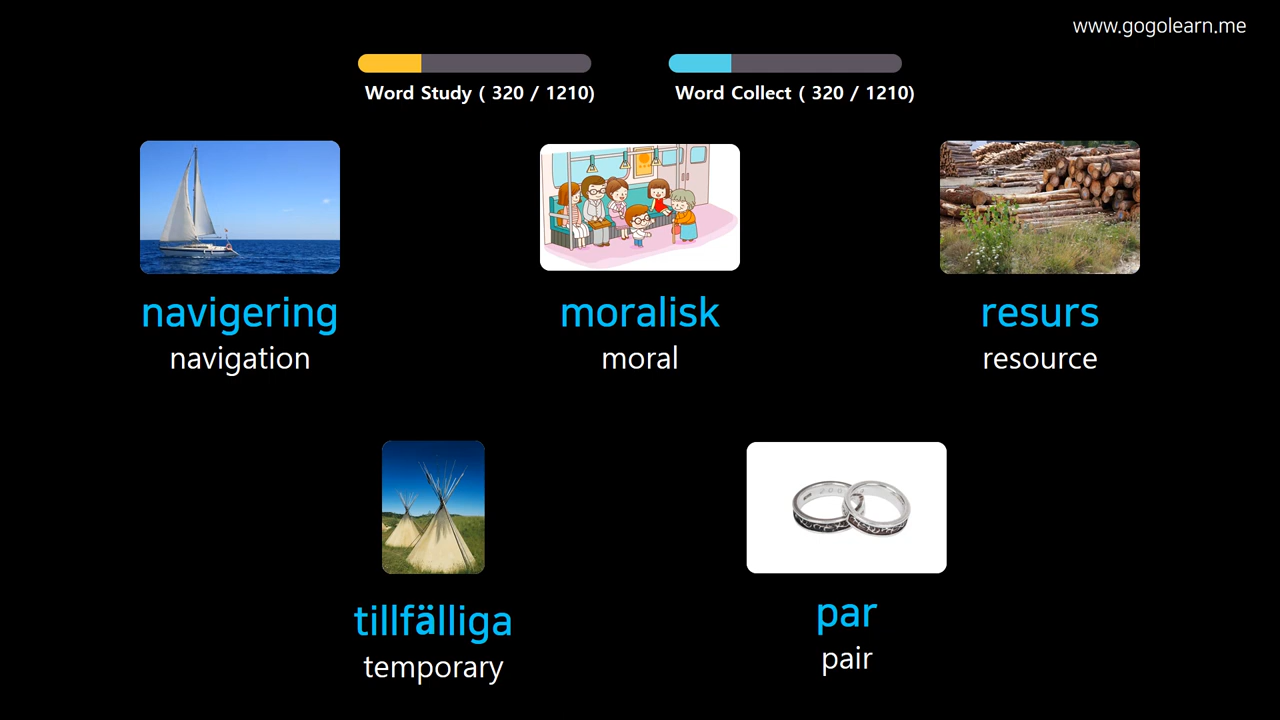 www.gogolearn.me
Word Study ( 320 / 1210)
Word Collect ( 320 / 1210)
navigering
navigation
moralisk
moral
resurs
resource
tillfälliga
temporary
par
pair